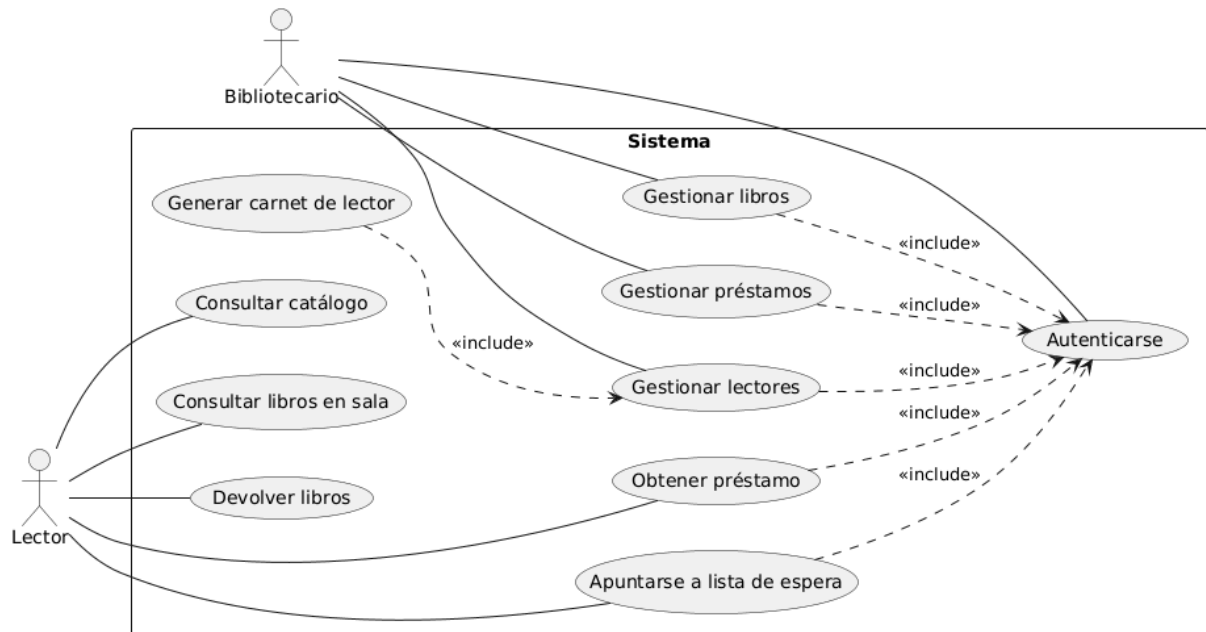 Bibliotecario
Sistema
Generar carnet de lector
Gestionar libros
«include»
Consultar catálogo
Gestionar préstamos
«include»
Autenticarse
«include»
Gestionar lectores
«include»
Consultar libros en sala
«include»
Obtener préstamo
«include»
Devolver libros
Lector
Apuntarse a lista de espera